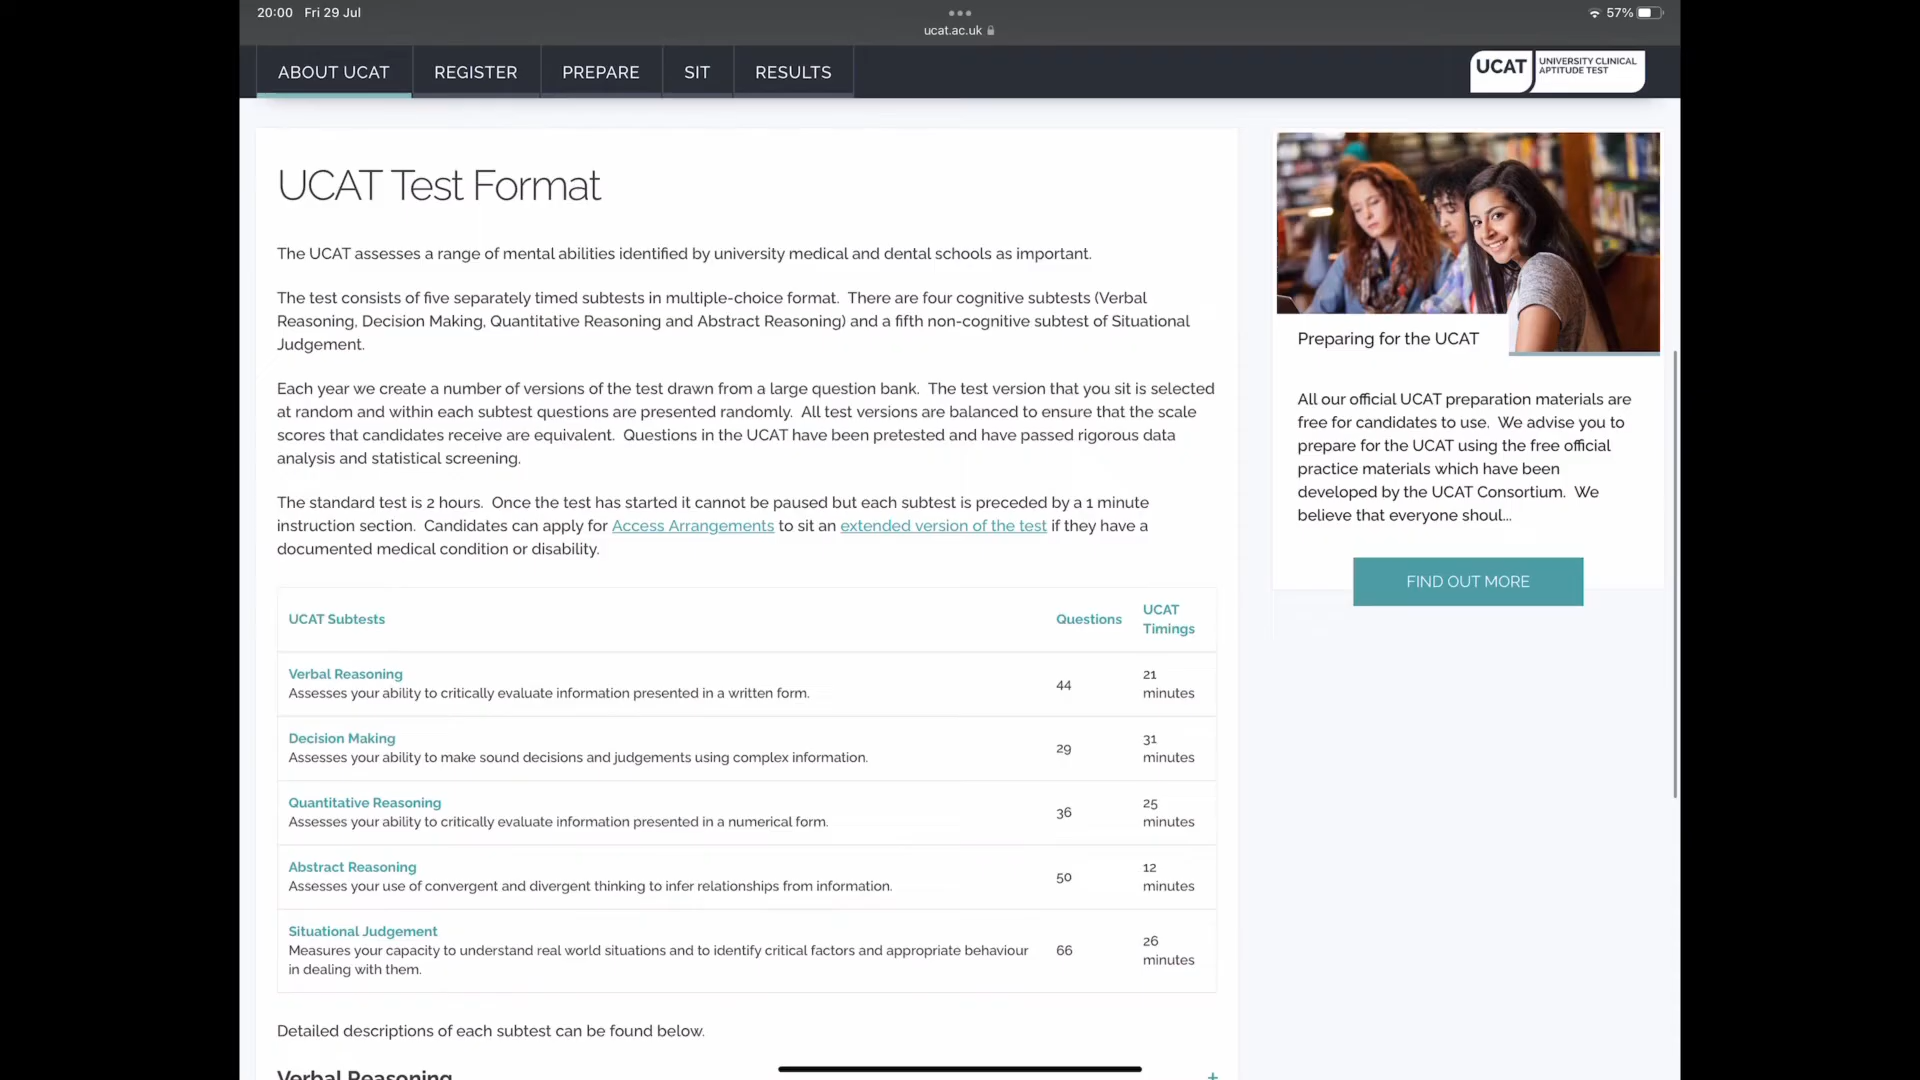 20:00 Fri 29 Jul
57%
ucat.ac.uk
ABOUT UCAT
REGISTER
PREPARE
SIT
RESULTS
UCAT
UNIVERSITY CLINICAL
APTITUDE TEST
UCAT Test Format
The UCAT assesses a range of mental abilities identified by university medical and dental schools as important.
The test consists of five separately timed subtests in multiple-choice format. There are four cognitive subtests (Verbal
Reasoning, Decision Making, Quantitative Reasoning and Abstract Reasoning) and a fifth non-cognitive subtest of Situational
Judgement.
Each year we create a number of versions of the test drawn from a large question bank. The test version that you sit is selected
at random and within each subtest questions are presented randomly. All test versions are balanced to ensure that the scale
scores that candidates receive are equivalent. Questions in the UCAT have been pretested and have passed rigorous data
analysis and statistical screening.
The standard test is 2 hours. Once the test has started it cannot be paused but each subtest is preceded by a 1 minute
instruction section. Candidates can apply for Access Arrangements to sit an extended version of the test if they have a
documented medical condition or disability.
UCAT Subtests
Questions
UCAT
Timings
Verbal Reasoning
Assesses your ability to critically evaluate information presented in a written form.
44
21
minutes
Decision Making
Assesses your ability to make sound decisions and judgements using complex information.
29
31
minutes
Quantitative Reasoning
Assesses your ability to critically evaluate information presented in a numerical form.
36
25
minutes
Abstract Reasoning
Assesses your use of convergent and divergent thinking to infer relationships from information.
50
12
minutes
Situational Judgement
Measures your capacity to understand real world situations and to identify critical factors and appropriate behaviour
in dealing with them.
66
26
minutes
Detailed descriptions of each subtest can be found below.
Verbal Reasoning
+
Preparing for the UCAT
All our official UCAT preparation materials are
free for candidates to use. We advise you to
prepare for the UCAT using the free official
practice materials which have been
developed by the UCAT Consortium. We
believe that everyone shoul...
FIND OUT MORE